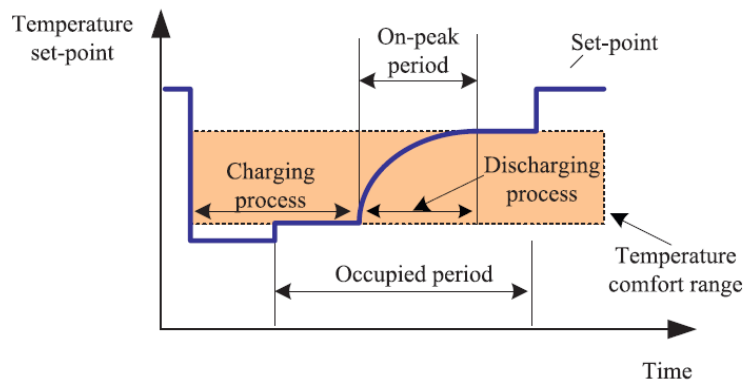 Temperature
set-point
On-peak
period
Set-point
Charging
process
Discharging
process
Occupied period
Temperature
comfort range
Time